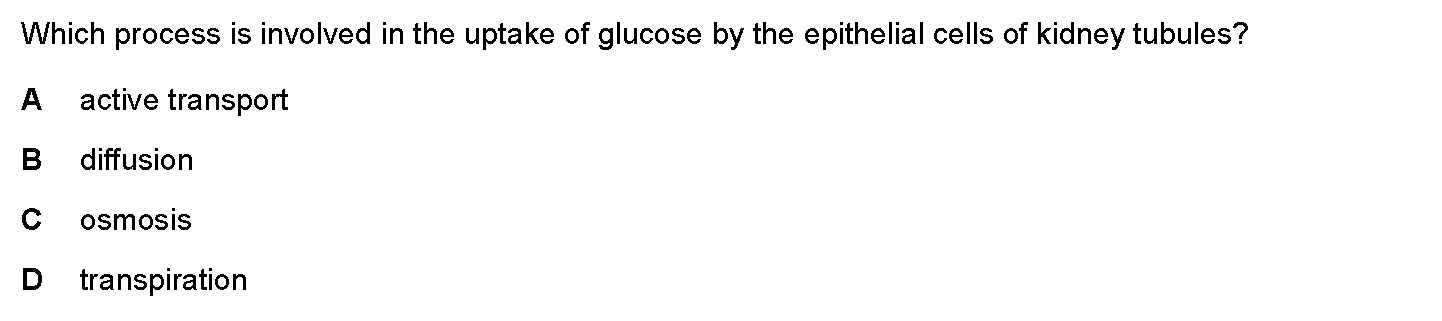 Which process is involved in the uptake of glucose by the epithelial cells of kidney tubules?
A active transport
B diffusion
C osmosis
D transpiration